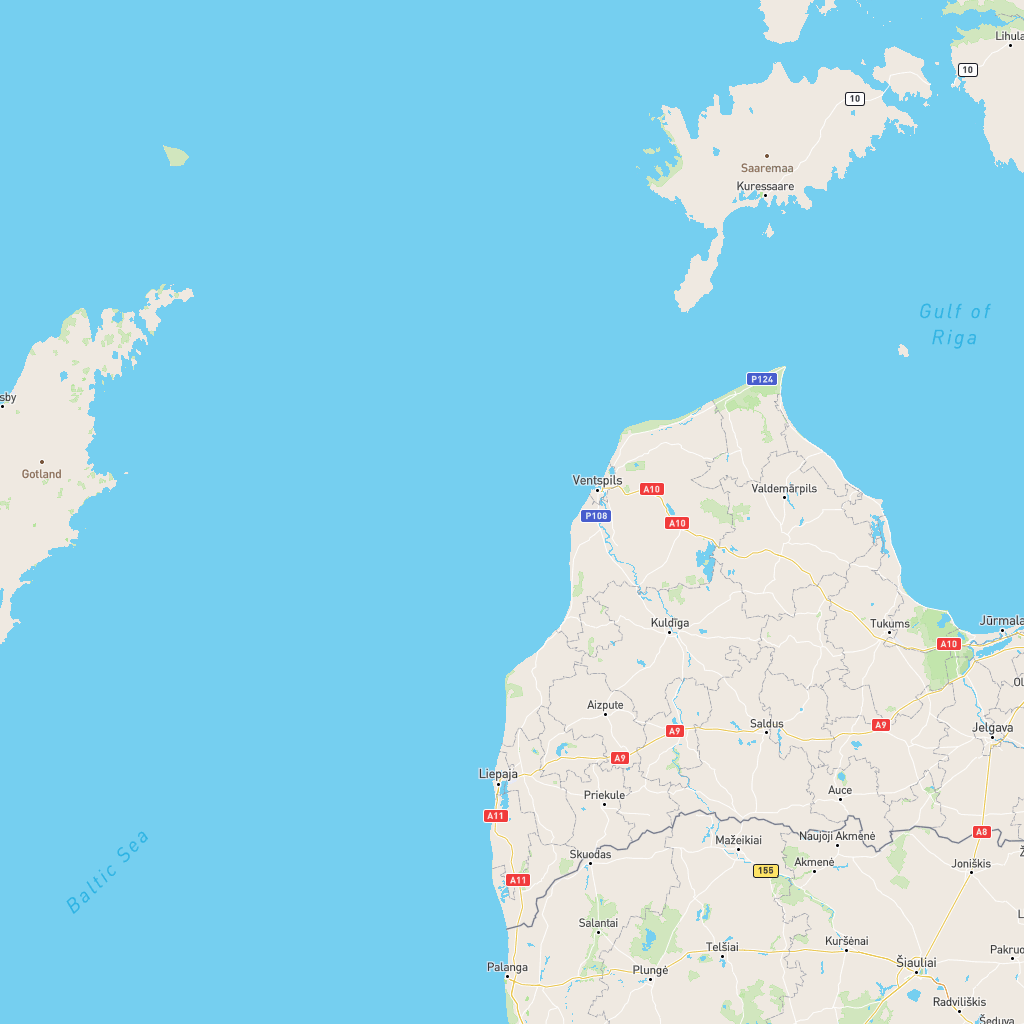 Lihula
10
10
Saaremaa
Kuressaare
Gulf of
Riga
P124
sby
Gotland
Ventspils
A10
Valdemārpils
P108
A10
Kuldīga
Tukums
Jūrmala
A10
Ol
Aizpute
Saldus
A9
A9
Jelgava
A9
Liepaja
Auce
Priekule
A11
Baltic Sea
Mažeikiai
Naujoji Akmenė
A8
Skuodas
Akmenė
155
Joniškis
Ž
A11
Salantai
L
Telšiai
Kuršėnai
Pakruo
Palanga
Plungė
Šiauliai
Radviliškis
Šeduva